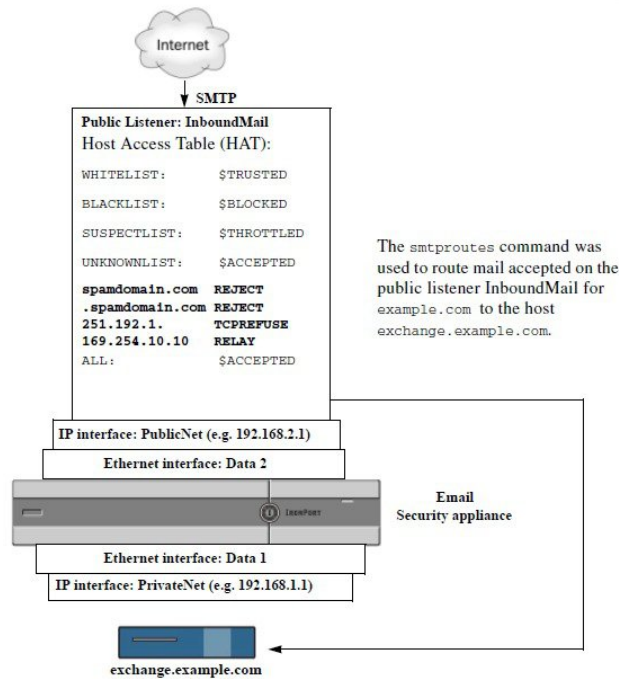 Internet
SMTP
Public Listener: InboundMail
Host Access Table (HAT):
WHITELIST: $TRUSTED
BLACKLIST: $BLOCKED
SUSPECTLIST: $THROTTLED
UNKNOWNLIST: $ACCEPTED
spamdomain.com REJECT
.spamdomain.com REJECT
251.192.1. TCPREFUSE
169.254.10.10 RELAY
ALL: $ACCEPTED
The smtproutes command was
used to route mail accepted on the
public listener InboundMail for
example.com to the host
exchange.example.com.
IP interface: PublicNet (e.g. 192.168.2.1)
Ethernet interface: Data 2
IRONPORT
Email
Security appliance
Ethernet interface: Data 1
IP interface: PrivateNet (e.g. 192.168.1.1)
exchange.example.com